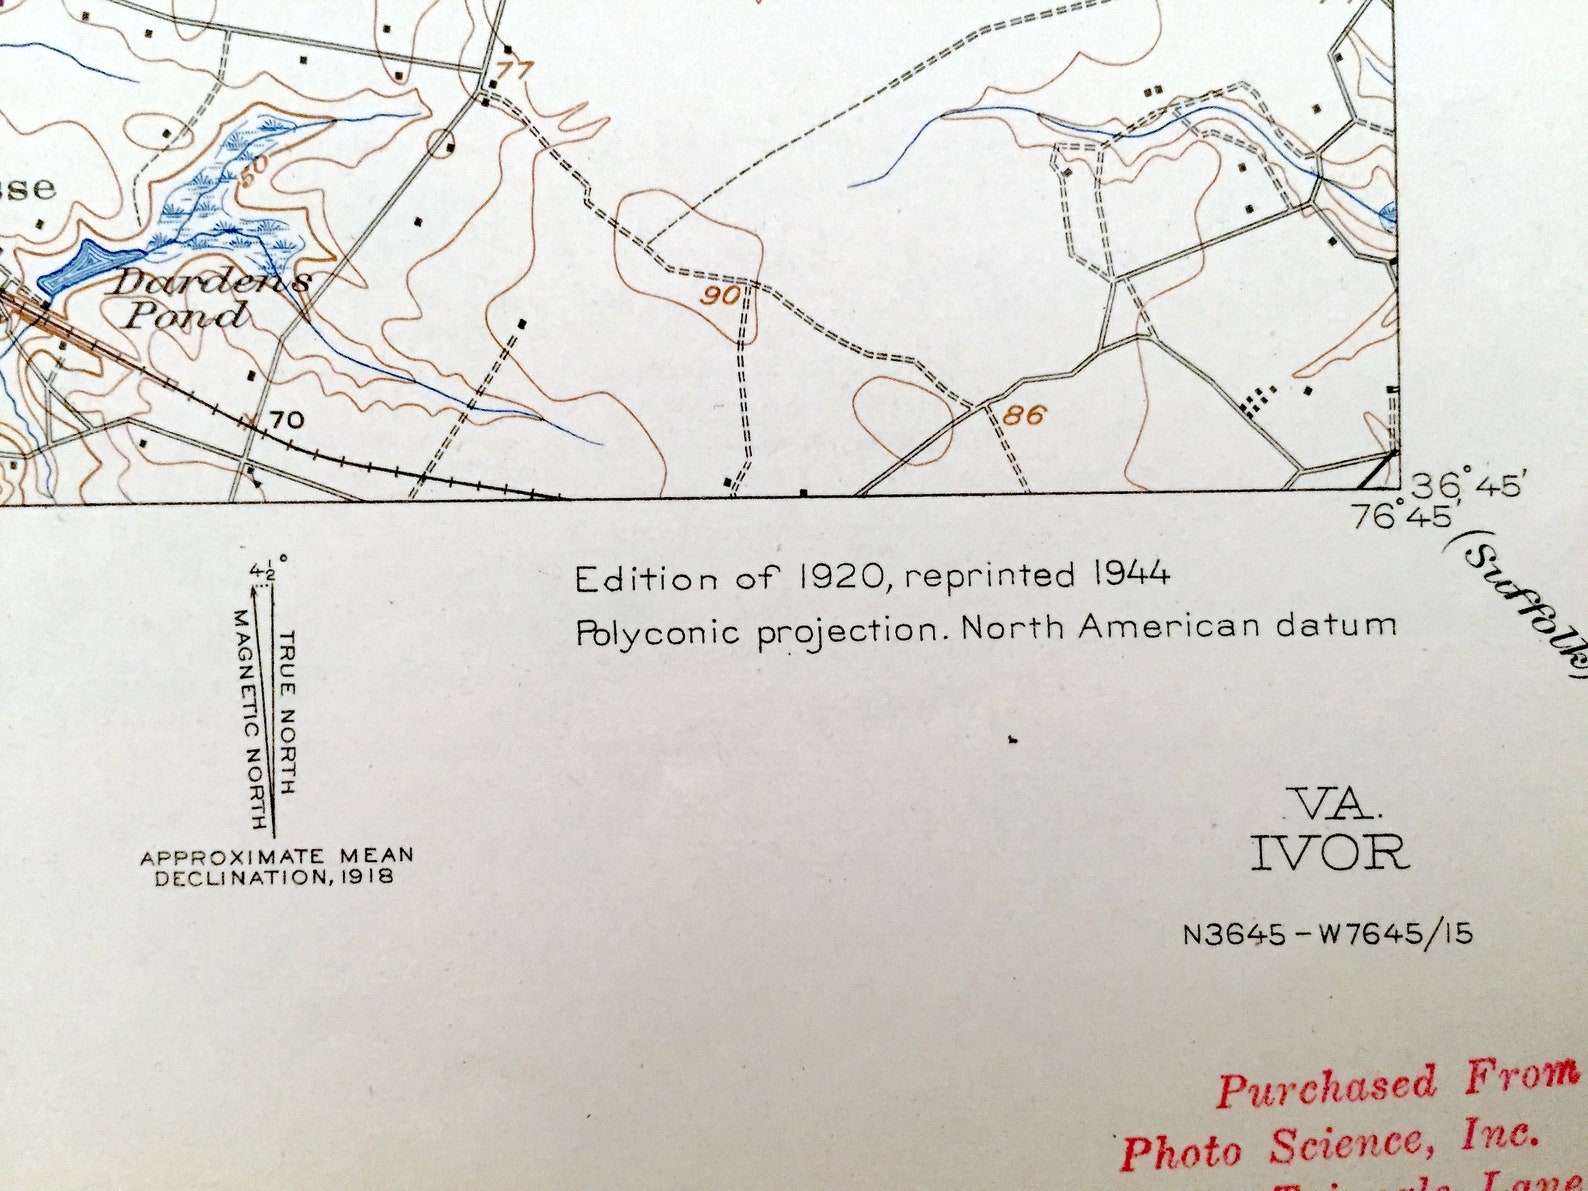 77
sse
50
Dardens
Pond
90
70
86
36°45'
76°45'
(Suffolk)
4½°
TRUE NORTH
MAGNETIC NORTH
APPROXIMATE MEAN
DECLINATION, 1918
Edition of 1920, reprinted 1944
Polyconic projection. North American datum
VA.
IVOR
N3645-W7645/15
Purchased From
Photo Science, Inc.
Lane